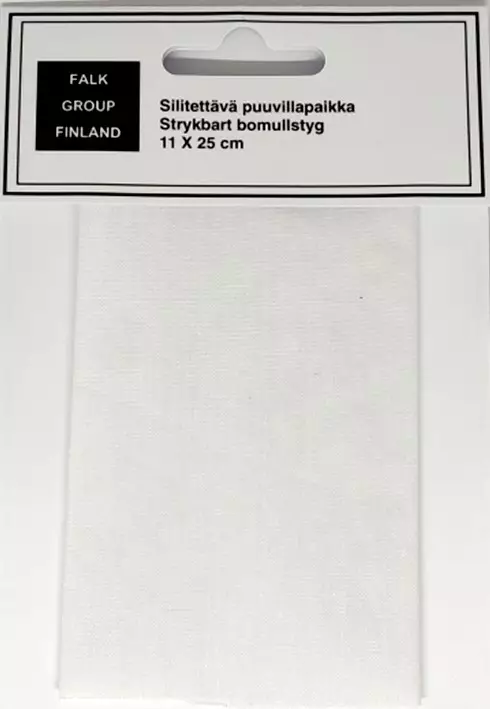 FALK
GROUP
FINLAND
Silitettävä puuvillapaikka
Strykbart bomullstyg
11 X 25 cm